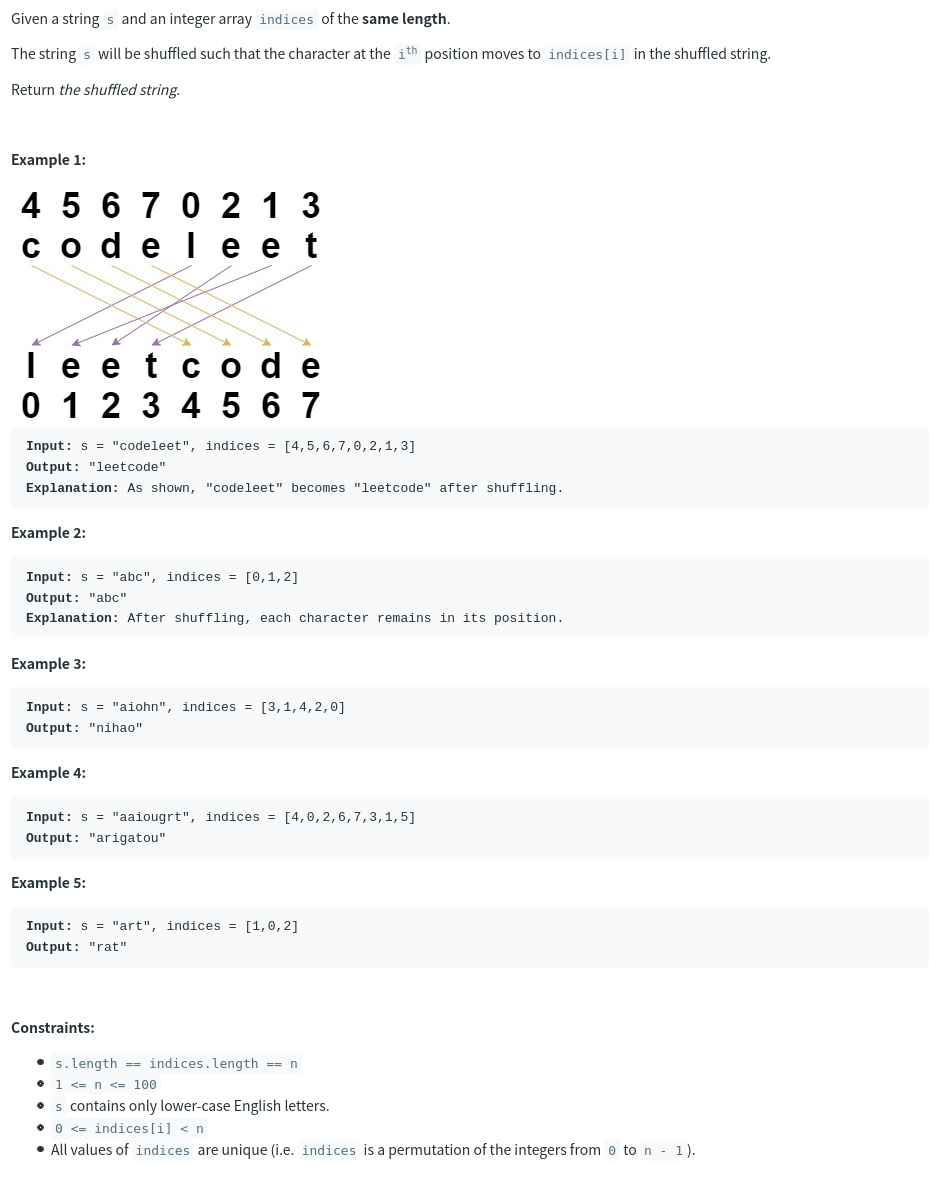 Given a string s and an integer array indices of the same length.
The string s will be shuffled such that the character at the ith position moves to indices[i] in the shuffled string.
Return the shuffled string.
Example 1:
4 5 6 7 0 2 1 3
c o d e l e e t
l e e t c o d e
0 1 2 3 4 5 6 7
Input: s = "codeleet", indices = [4,5,6,7,0,2,1,3]
Output: "leetcode"
Explanation: As shown, "codeleet" becomes "leetcode" after shuffling.
Example 2:
Input: s = "abc", indices = [0,1,2]
Output: "abc"
Explanation: After shuffling, each character remains in its position.
Example 3:
Input: s = "aiohn", indices = [3,1,4,2,0]
Output: "nihao"
Example 4:
Input: s = "aaiougrt", indices = [4,0,2,6,7,3,1,5]
Output: "arigatou"
Example 5:
Input: s = "art", indices = [1,0,2]
Output: "rat"
Constraints:
s.length == indices.length == n
1 <= n <= 100
s contains only lower-case English letters.
0 <= indices[i] < n
All values of indices are unique (i.e. indices is a permutation of the integers from 0 to n - 1 ).